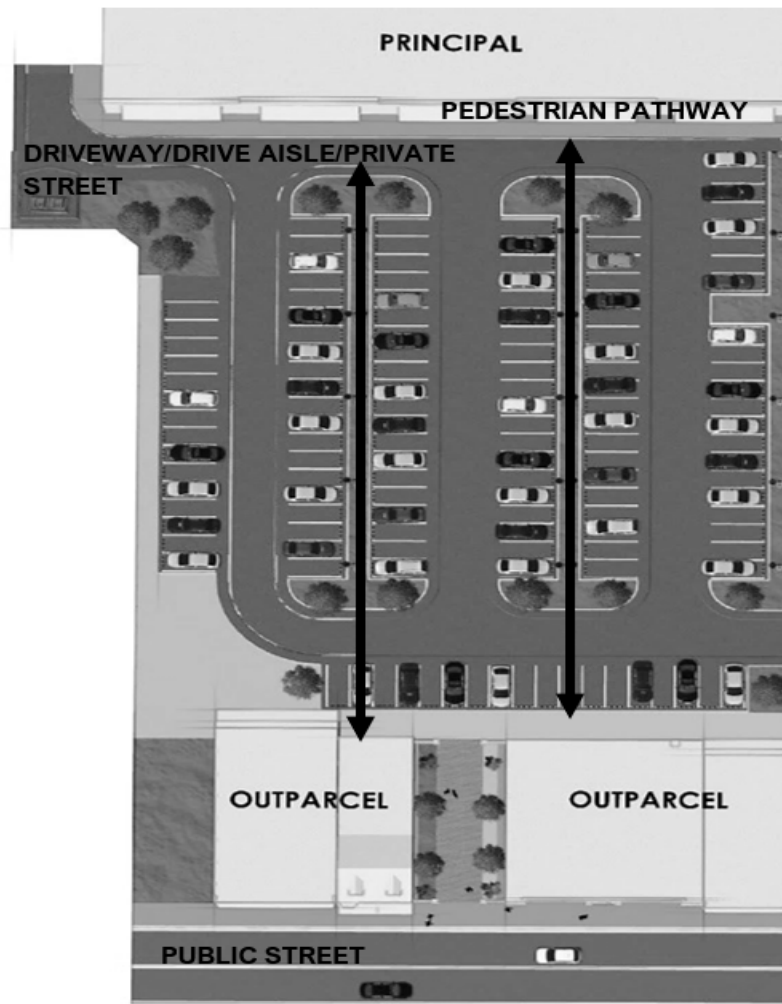 PRINCIPAL
PEDESTRIAN PATHWAY
DRIVEWAY/DRIVE AISLE/PRIVATE
STREET
OUTPARCEL
OUTPARCEL
PUBLIC STREET